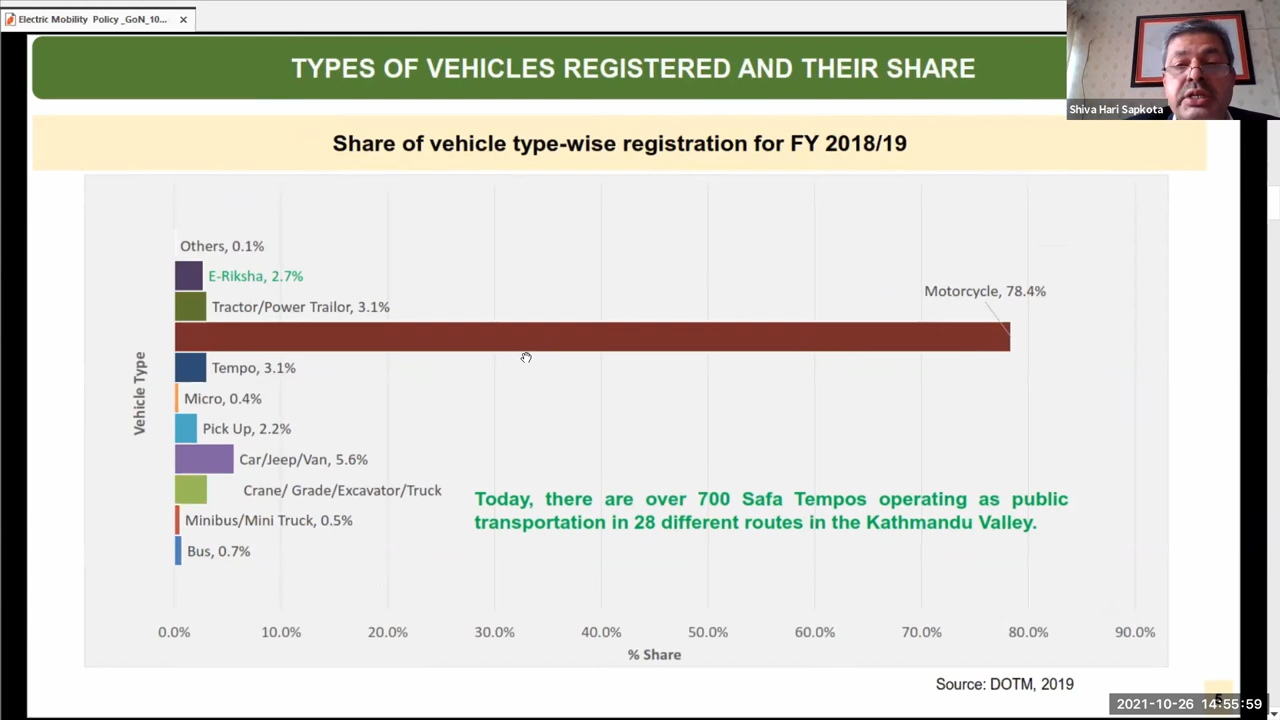 Electric Mobility Policy _GoN_10...
TYPES OF VEHICLES REGISTERED AND THEIR SHARE
Shiva Hari Sapkota
Share of vehicle type-wise registration for FY 2018/19
Others, 0.1%
E-Riksha, 2.7%
Motorcycle, 78.4%
Tractor/Power Trailor, 3.1%
Tempo, 3.1%
Micro, 0.4%
Pick Up, 2.2%
Car/Jeep/Van, 5.6%
Crane/ Grade/Excavator/Truck
Minibus/Mini Truck, 0.5%
Bus, 0.7%
Vehicle Type
Today, there are over 700 Safa Tempos operating as public
transportation in 28 different routes in the Kathmandu Valley.
0.0% 10.0% 20.0% 30.0% 40.0% 50.0% 60.0% 70.0% 80.0% 90.0%
% Share
Source: DOTM, 2019
2021-10-26 14:55:59